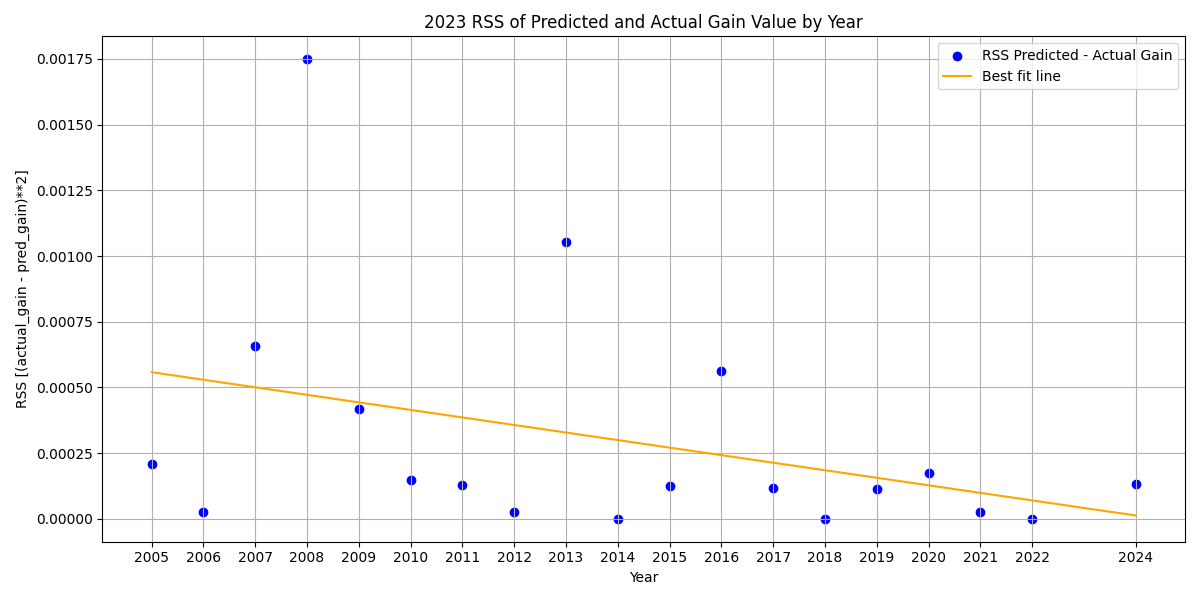 2023 RSS of Predicted and Actual Gain Value by Year
RSS Predicted - Actual Gain
Best fit line
RSS [(actual_gain - pred_gain)**2]
0.00175
0.00150
0.00125
0.00100
0.00075
0.00050
0.00025
0.00000
2005 2006 2007 2008 2009 2010 2011 2012 2013 2014 2015 2016 2017 2018 2019 2020 2021 2022 2024
Year